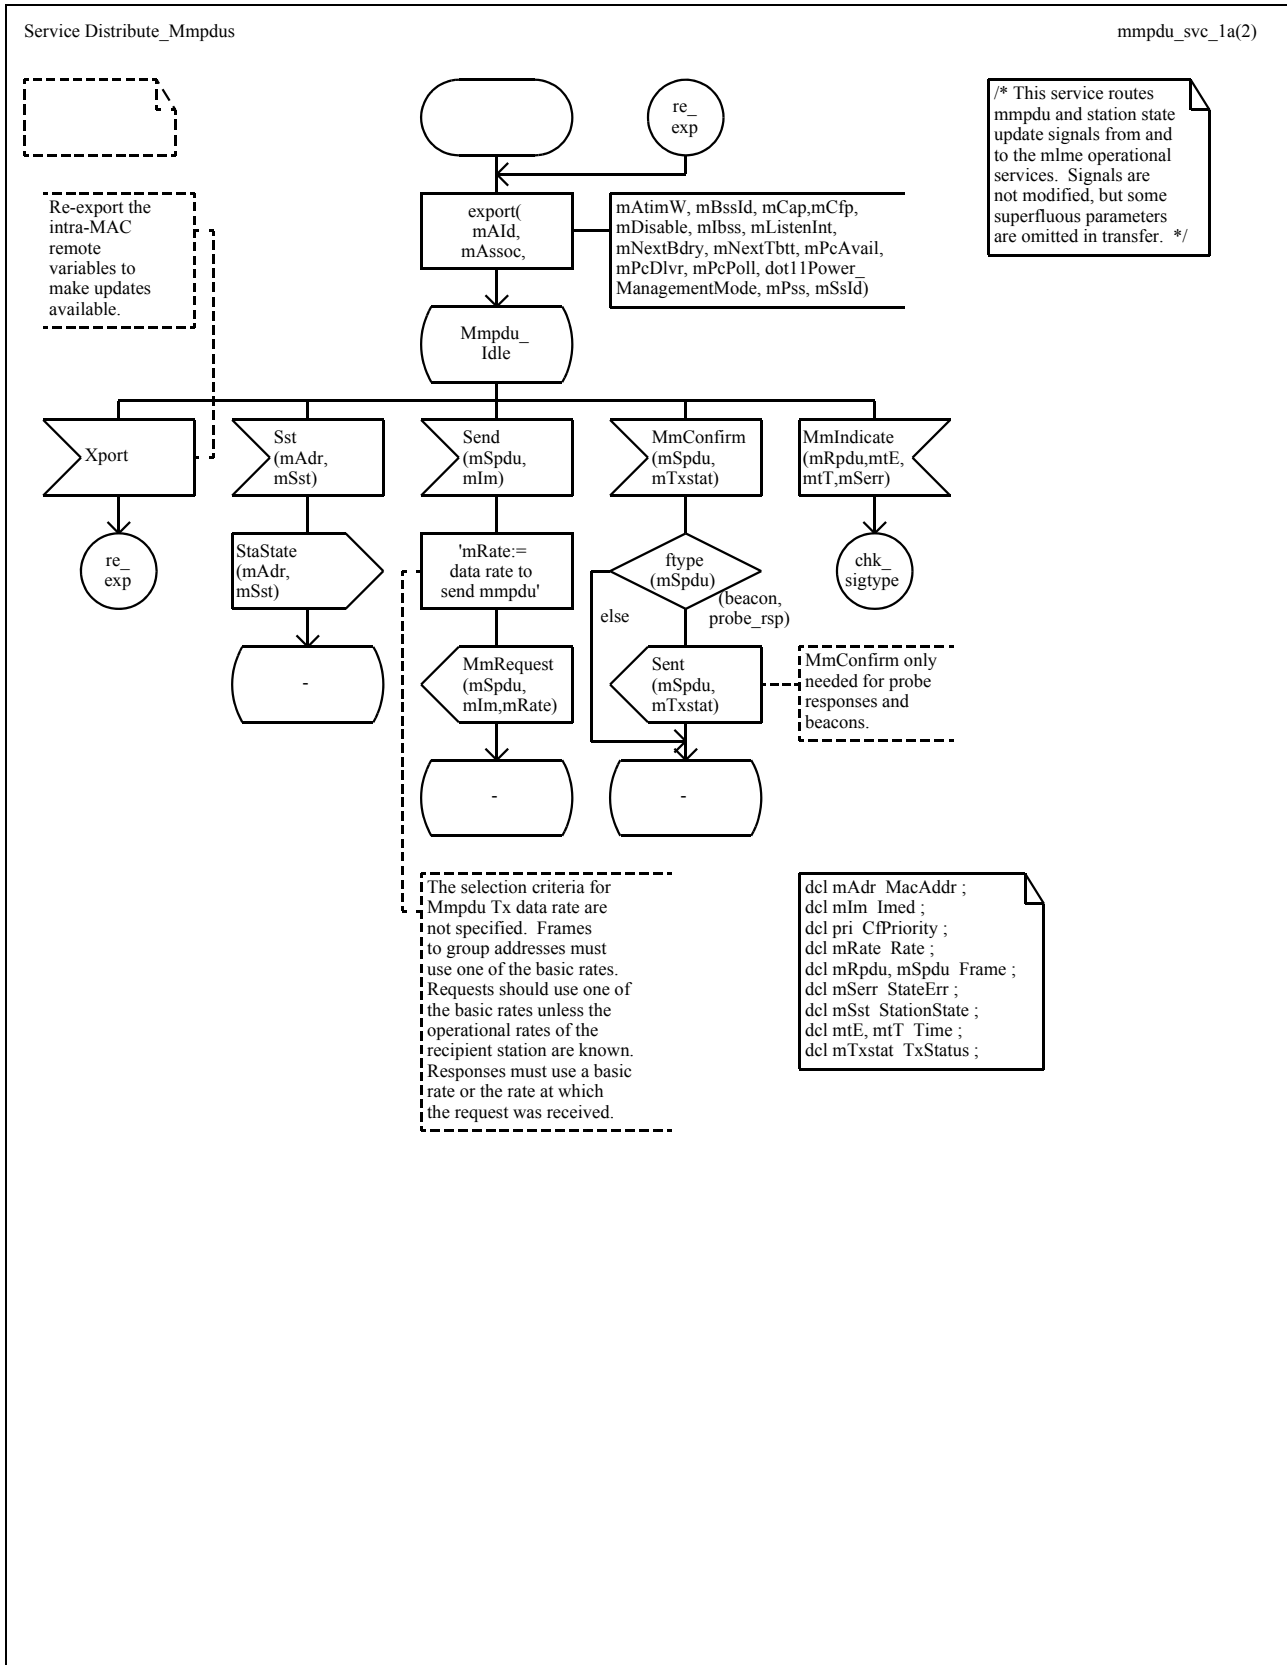 Service Distribute_Mmpdus
mmpdu_svc_1a(2)
re_
exp
/* This service routes
mmpdu and station state
update signals from and
to the mlme operational
services.  Signals are
not modified, but some
superfluous parameters
are omitted in transfer.  */
Re-export the
intra-MAC
remote
variables to
make updates
available.
export(
mAId,
mAssoc,
mAtimW, mBssId, mCap,mCfp,
mDisable, mIbss, mListenInt,
mNextBdry, mNextTbtt, mPcAvail,
mPcDlvr, mPcPoll, dot11Power_
ManagementMode, mPss, mSsId)
Mmpdu_
Idle
Xport
Sst
(mAdr,
mSst)
Send
(mSpdu,
mIm)
MmConfirm
(mSpdu,
mTxstat)
MmIndicate
(mRpdu,mtE,
mtT,mSerr)
re_
exp
StaState
(mAdr,
mSst)
'mRate:=
data rate to
send mmpdu'
ftype
(mSpdu)
chk_
sigtype
else
(beacon,
probe_rsp)
-
MmRequest
(mSpdu,
mIm,mRate)
Sent
(mSpdu,
mTxstat)
MmConfirm only
needed for probe
responses and
beacons.
-
-
The selection criteria for
Mmpdu Tx data rate are
not specified.  Frames
to group addresses must
use one of the basic rates.
Requests should use one of
the basic rates unless the
operational rates of the
recipient station are known.
Responses must use a basic
rate or the rate at which
the request was received.
dcl mAdr  MacAddr ;
dcl mIm  Imed ;
dcl pri  CfPriority ;
dcl mRate  Rate ;
dcl mRpdu, mSpdu  Frame ;
dcl mSerr  StateErr ;
dcl mSst  StationState ;
dcl mtE, mtT  Time ;
dcl mTxstat  TxStatus ;